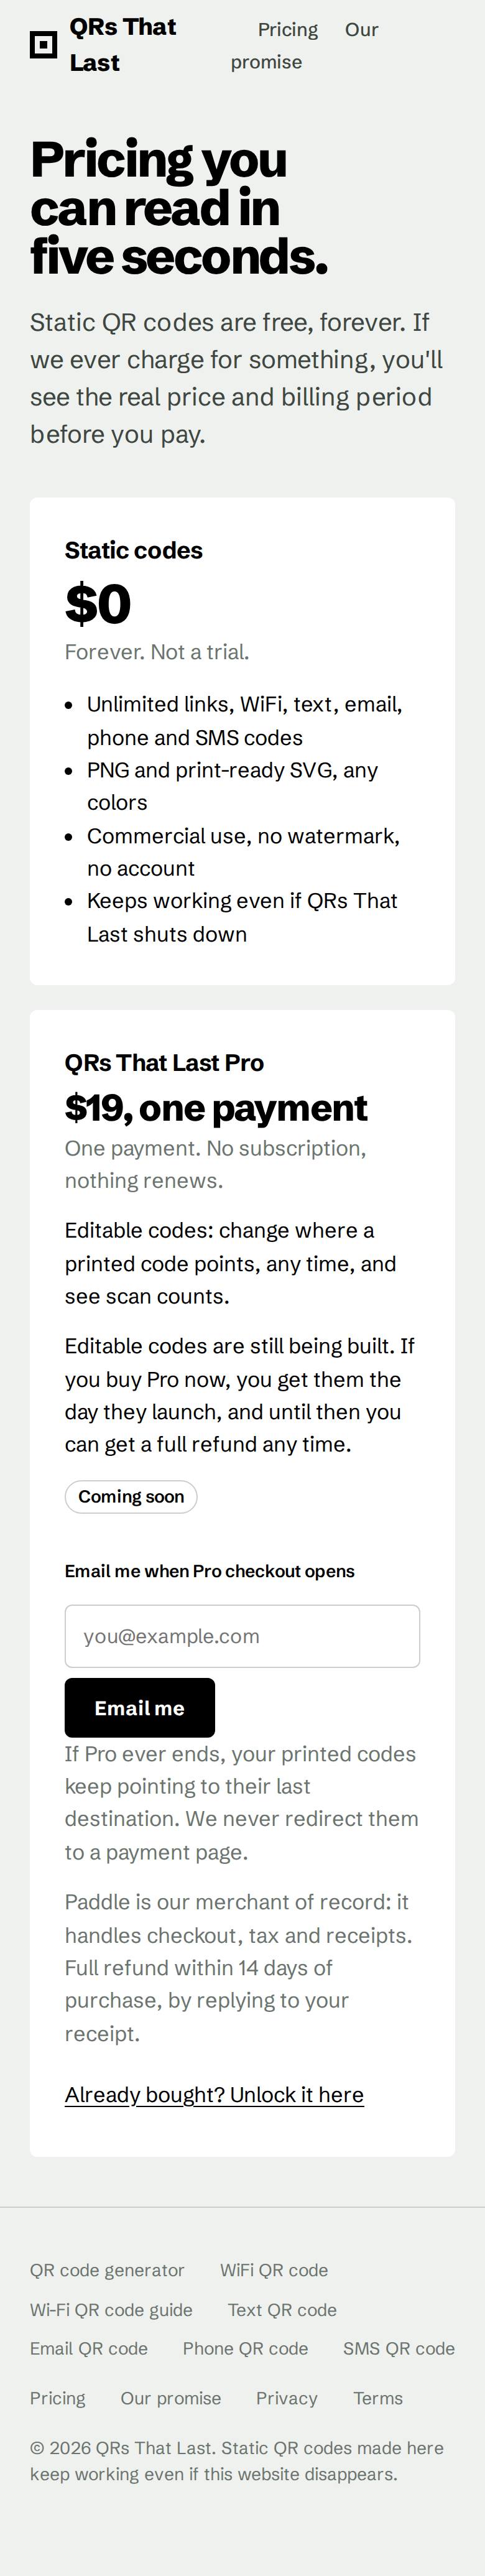 QRs That
Last
Pricing Our
promise
Pricing you
can read in
five seconds.
Static QR codes are free, forever. If
we ever charge for something, you'll
see the real price and billing period
before you pay.
Static codes
$0
Forever. Not a trial.
• Unlimited links, WiFi, text, email,
phone and SMS codes
• PNG and print-ready SVG, any
colors
• Commercial use, no watermark,
no account
• Keeps working even if QRs That
Last shuts down
QRs That Last Pro
$19, one payment
One payment. No subscription,
nothing renews.
Editable codes: change where a
printed code points, any time, and
see scan counts.
Editable codes are still being built. If
you buy Pro now, you get them the
day they launch, and until then you
can get a full refund any time.
Coming soon
Email me when Pro checkout opens
you@example.com
Email me
If Pro ever ends, your printed codes
keep pointing to their last
destination. We never redirect them
to a payment page.
Paddle is our merchant of record: it
handles checkout, tax and receipts.
Full refund within 14 days of
purchase, by replying to your
receipt.
Already bought? Unlock it here
QR code generator WiFi QR code
Wi-Fi QR code guide Text QR code
Email QR code Phone QR code SMS QR code
Pricing Our promise Privacy Terms
© 2026 QRs That Last. Static QR codes made here
keep working even if this website disappears.